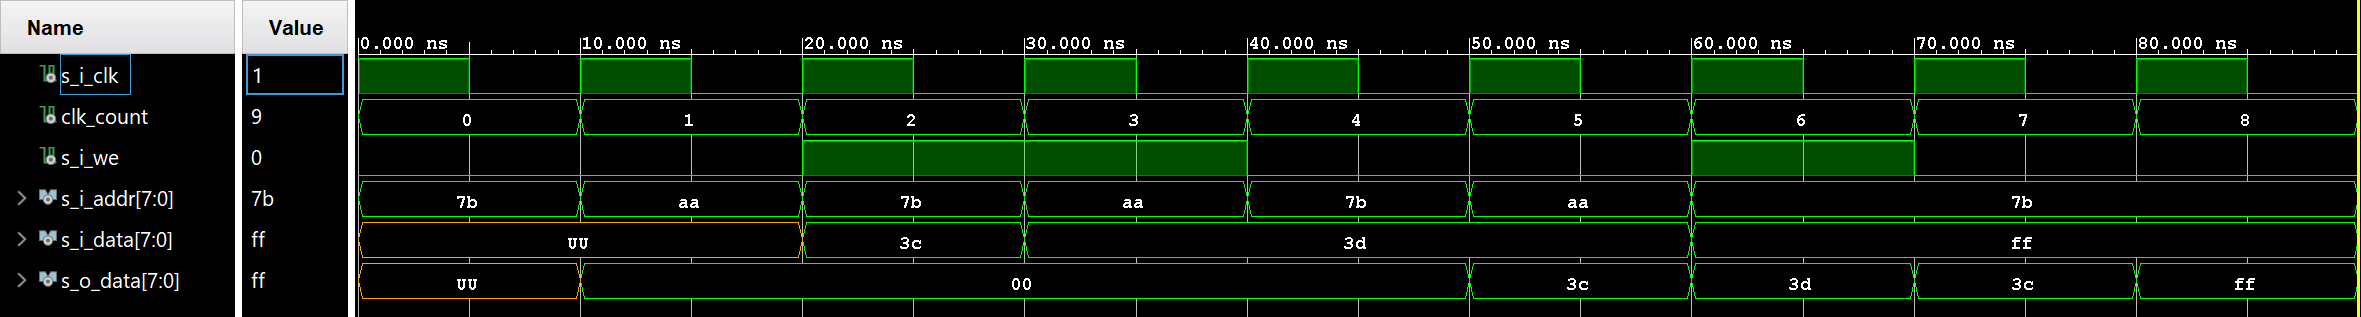 Name Value
0.000 ns 10.000 ns 20.000 ns 30.000 ns 40.000 ns 50.000 ns 60.000 ns 70.000 ns 80.000 ns
s_i_clk 1
clk_count 9 0 1 2 3 4 5 6 7 8
s_i_we 0
s_i_addr[7:0] 7b 7b aa 7b aa 7b aa 7b
s_i_data[7:0] ff UU 3c 3d ff
s_o_data[7:0] ff UU 00 3c 3d 3c ff